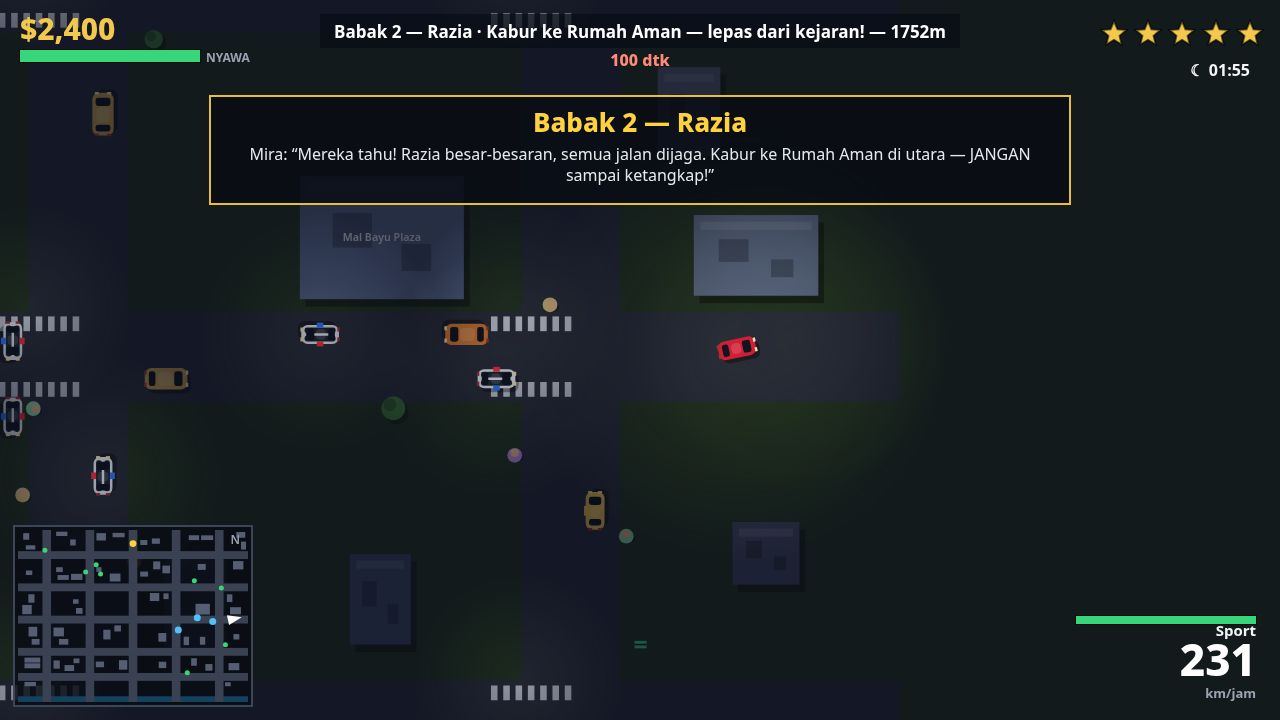 $2,400
NYAWA
Babak 2 — Razia · Kabur ke Rumah Aman — lepas dari kejaran! — 1752m
100 dtk
☾ 01:55
Babak 2 — Razia
Mira: “Mereka tahu! Razia besar-besaran, semua jalan dijaga. Kabur ke Rumah Aman di utara — JANGAN
sampai ketangkap!”
Mal Bayu Plaza
N
Sport
231
km/jam